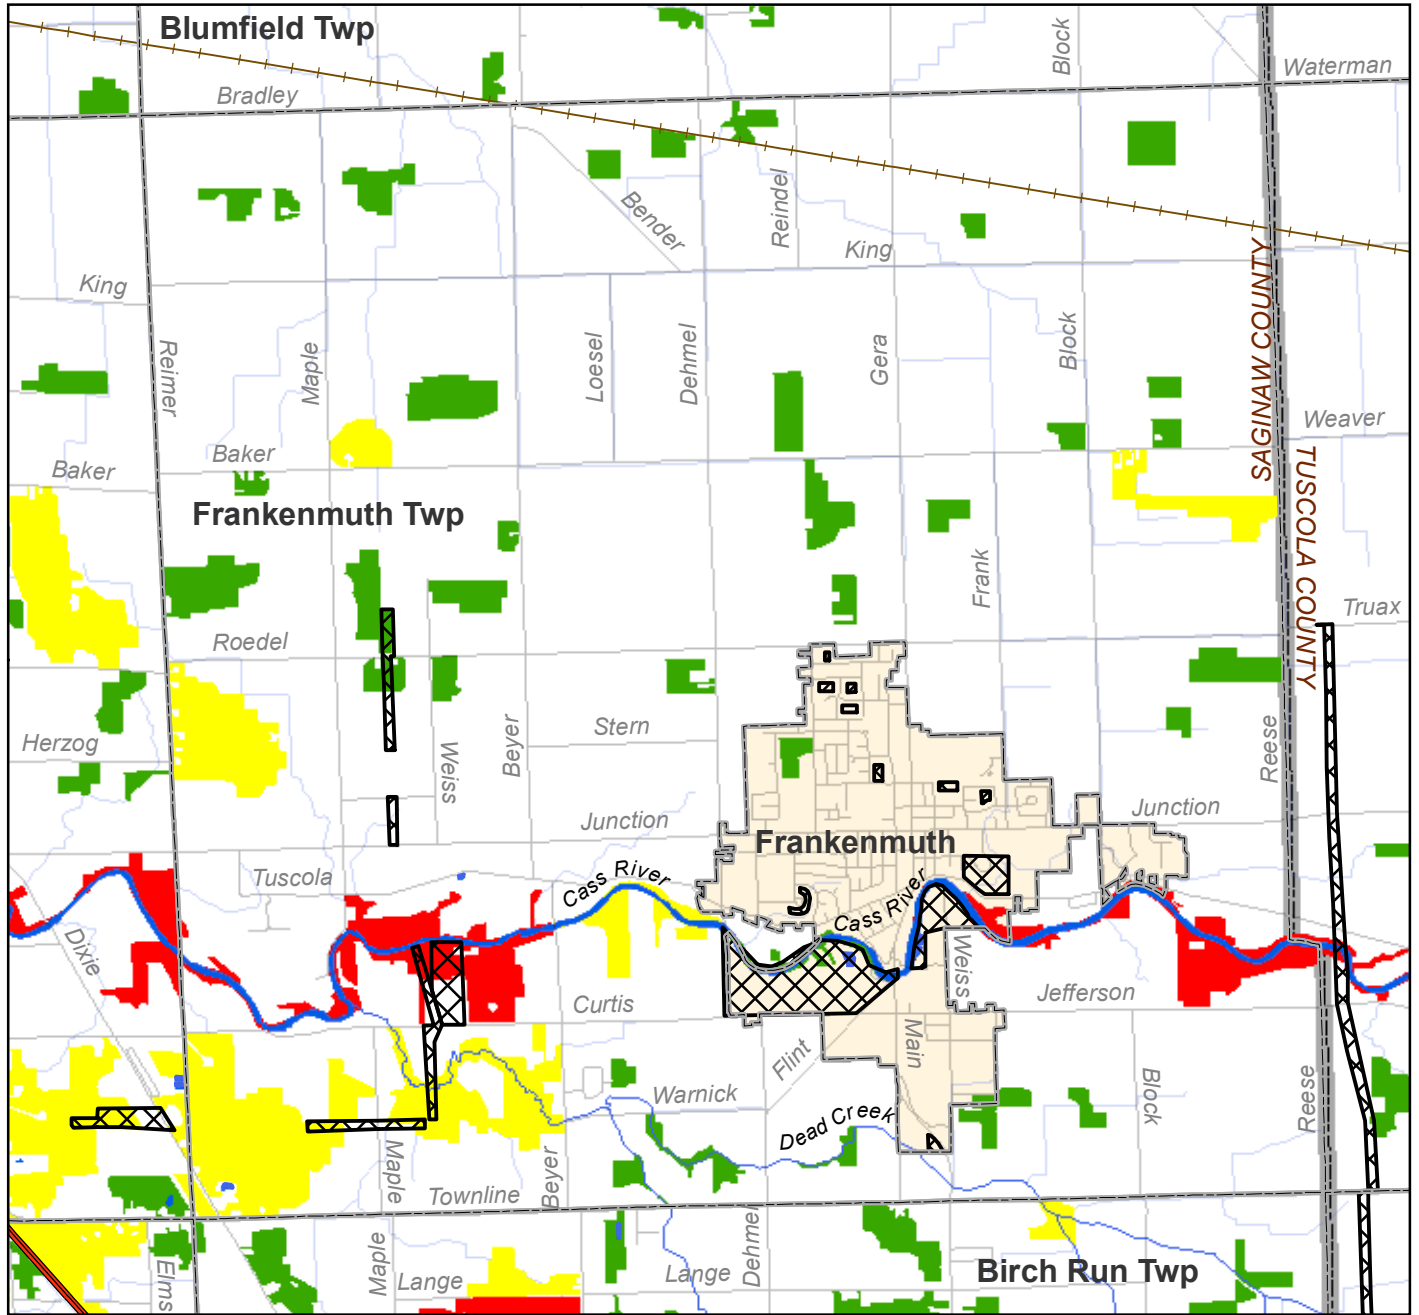 Blumfield Twp
Block
Waterman
Bradley
Reindel
Bender
King
SAGINAW COUNTY
King
Reimer
Maple
Loesel
Dehmel
Gera
Block
Weaver
Baker
Baker
TUSCOLA COUNTY
Frankenmuth Twp
Frank
Truax
Roedel
Herzog
Stern
Weiss
Beyer
Reese
Junction
Junction
Frankenmuth
Tuscola
Cass River
Cass River
Dixie
Weiss
Curtis
Jefferson
Main
Flint
Warnick
Block
Reese
Dead Creek
Maple
Beyer
Townline
Dehmel
Maple
Elms
Lange
Lange
Birch Run Twp